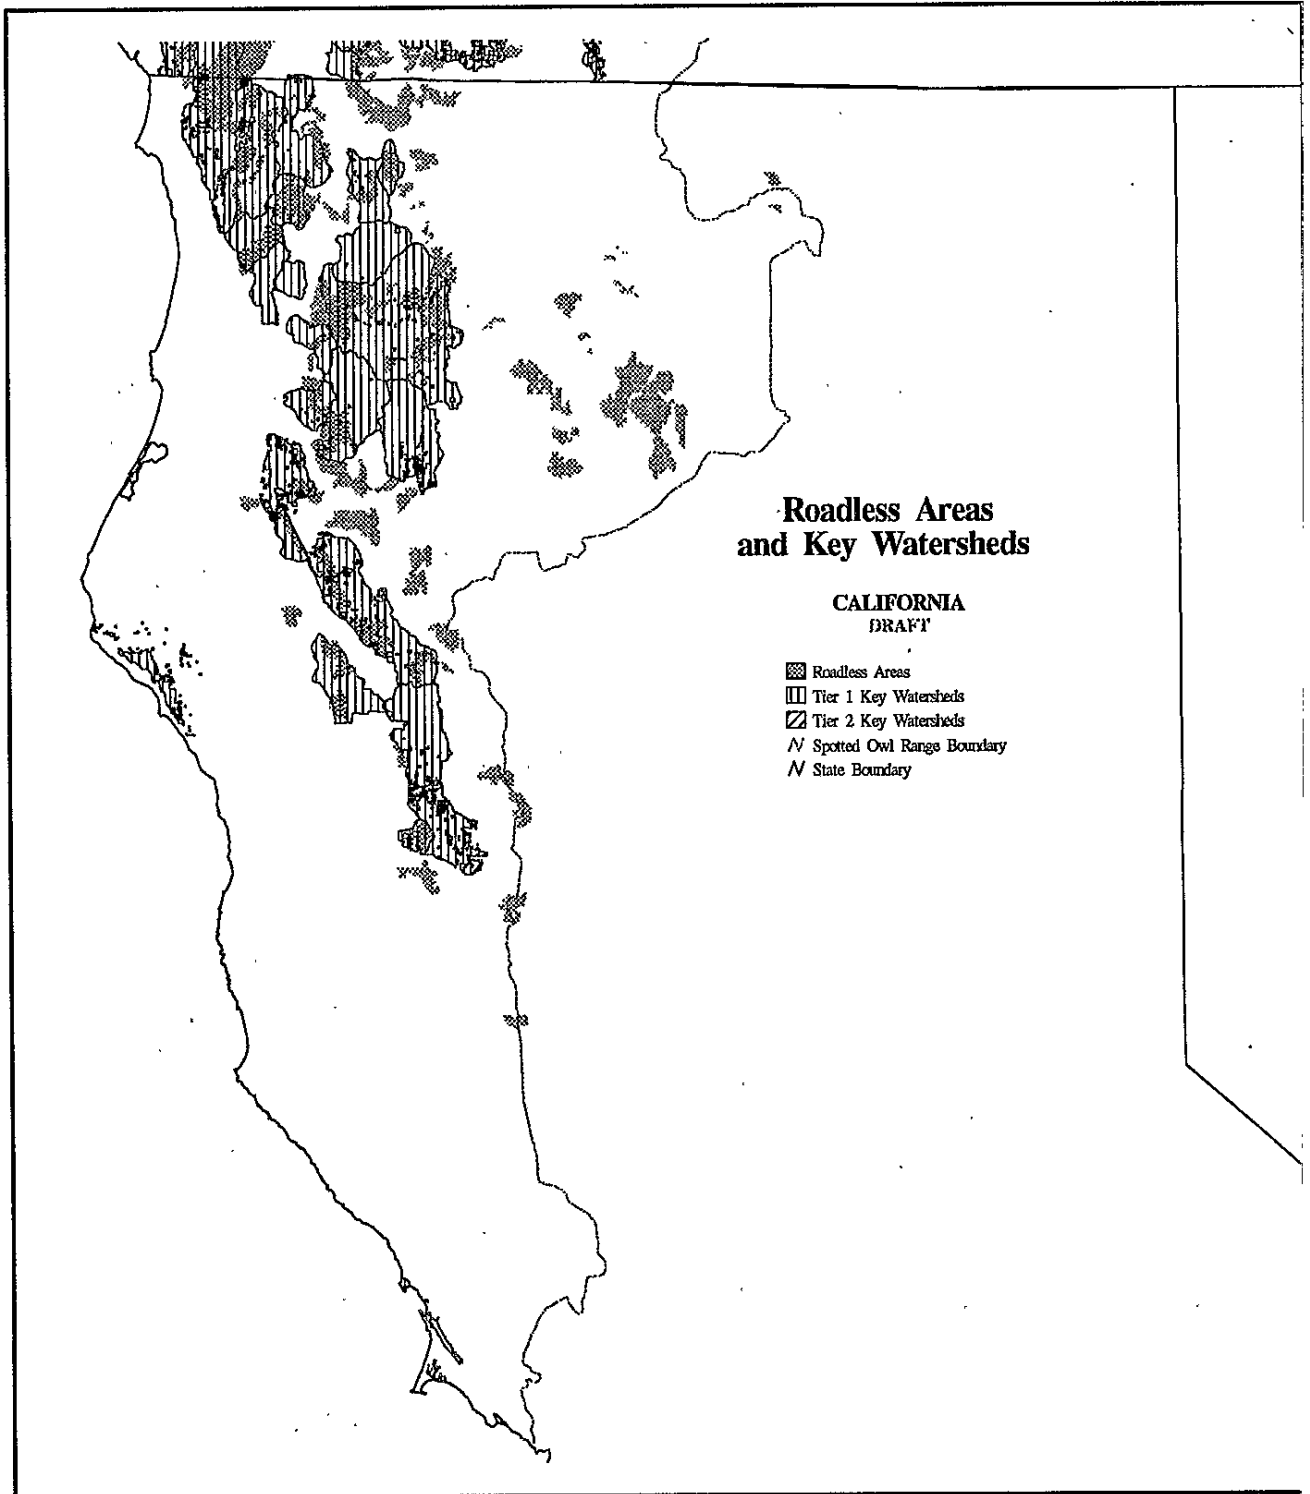 Roadless Areas
and Key Watersheds
CALIFORNIA
DRAFT
Roadless Areas
Tier 1 Key Watersheds
Tier 2 Key Watersheds
Spotted Owl Range Boundary
State Boundary